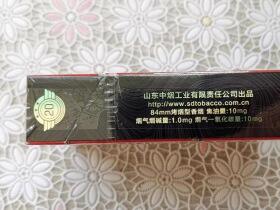 山东中烟工业有限责任公司出品
http://www.sdtobacco.com.cn
84mm烤烟型香烟 焦油量:10mg
烟气烟碱量:1.0mg 烟气一氧化碳量:10mg
20